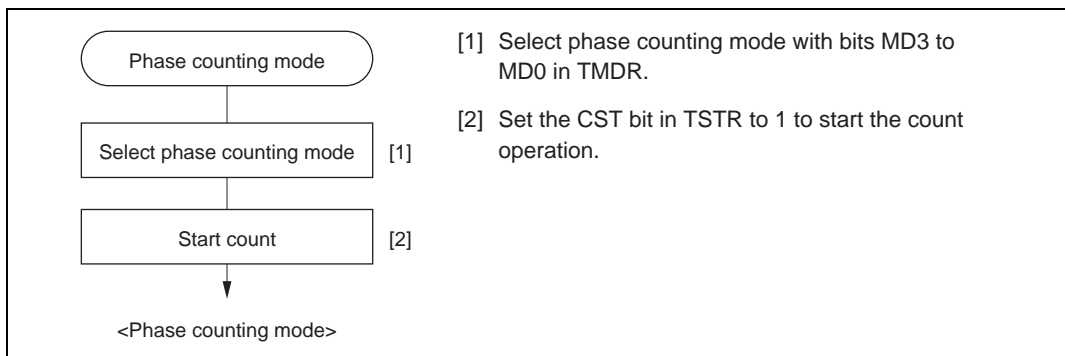 Phase counting mode
Select phase counting mode [1]
Start count [2]
<Phase counting mode>
[1] Select phase counting mode with bits MD3 to
MD0 in TMDR.
[2] Set the CST bit in TSTR to 1 to start the count
operation.